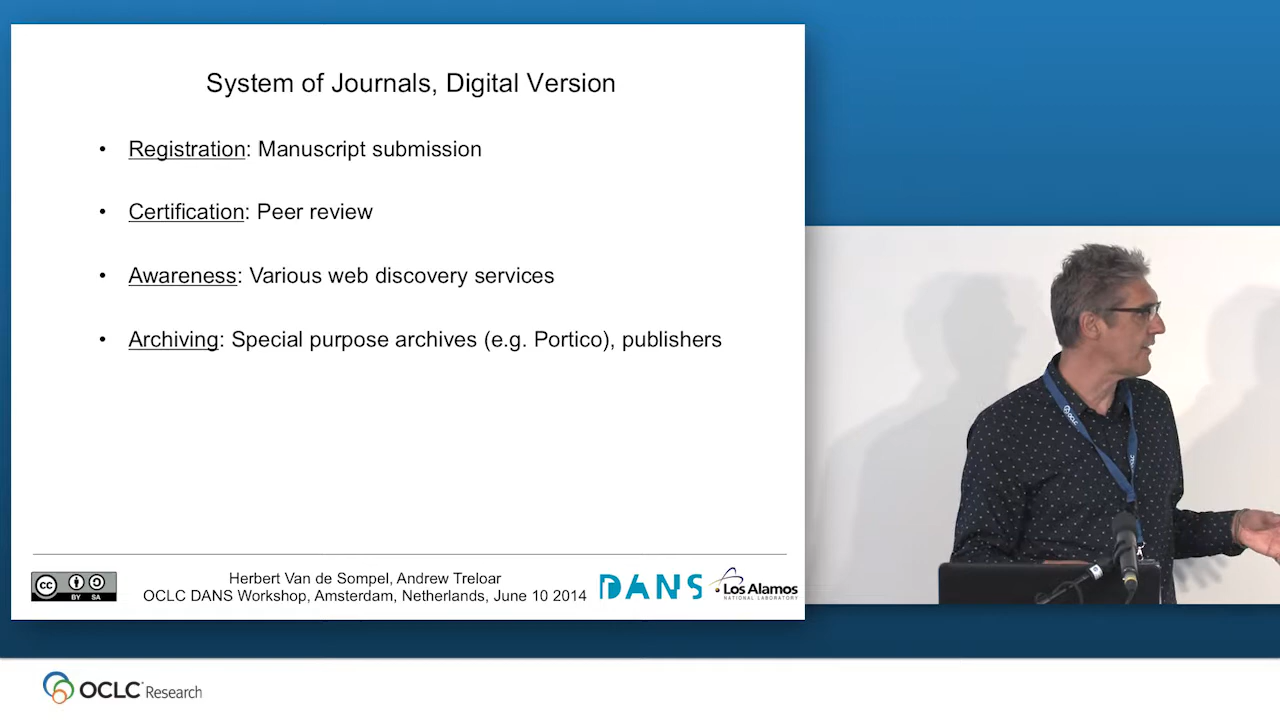 System of Journals, Digital Version
• Registration: Manuscript submission
• Certification: Peer review
• Awareness: Various web discovery services
• Archiving: Special purpose archives (e.g. Portico), publishers
cc BY SA
Herbert Van de Sompel, Andrew Treloar
OCLC DANS Workshop, Amsterdam, Netherlands, June 10 2014
DANS
Los Alamos
NATIONAL LABORATORY
OCLC
OCLC
OCLC Research